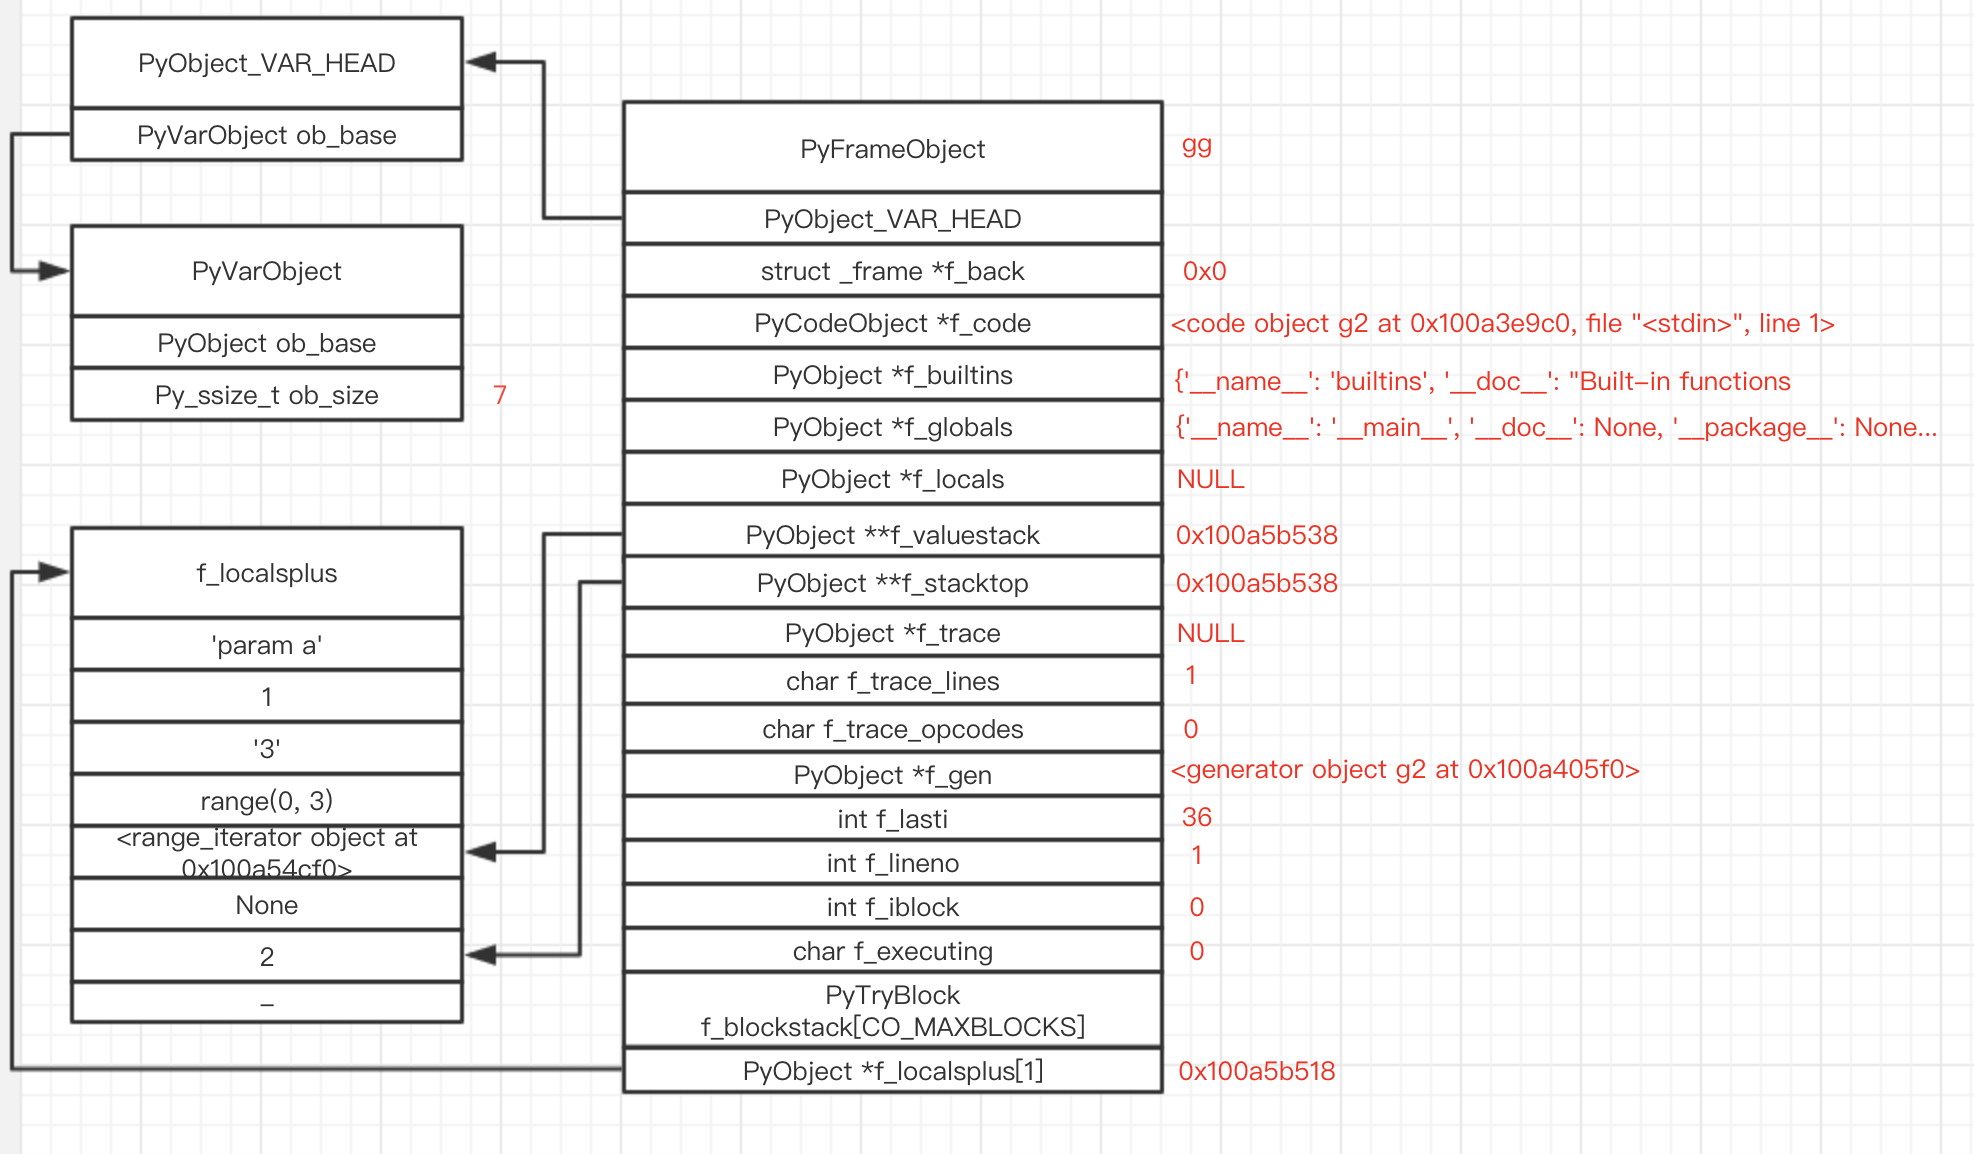 PyObject_VAR_HEAD
PyVarObject ob_base
PyVarObject
PyObject ob_base
Py_ssize_t ob_size
7
f_localsplus
'param a'
1
'3'
range(0, 3)
<range_iterator object at
0x100a54cf0>
None
2
–
PyFrameObject
gg
PyObject_VAR_HEAD
struct _frame *f_back
0x0
PyCodeObject *f_code
<code object g2 at 0x100a3e9c0, file "<stdin>", line 1>
PyObject *f_builtins
{'__name__': 'builtins', '__doc__': "Built–in functions
PyObject *f_globals
{'__name__': '__main__', '__doc__': None, '__package__': None...
PyObject *f_locals
NULL
PyObject **f_valuestack
0x100a5b538
PyObject **f_stacktop
0x100a5b538
PyObject *f_trace
NULL
char f_trace_lines
1
char f_trace_opcodes
0
PyObject *f_gen
<generator object g2 at 0x100a405f0>
int f_lasti
36
int f_lineno
1
int f_iblock
0
char f_executing
0
PyTryBlock
f_blockstack[CO_MAXBLOCKS]
PyObject *f_localsplus[1]
0x100a5b518